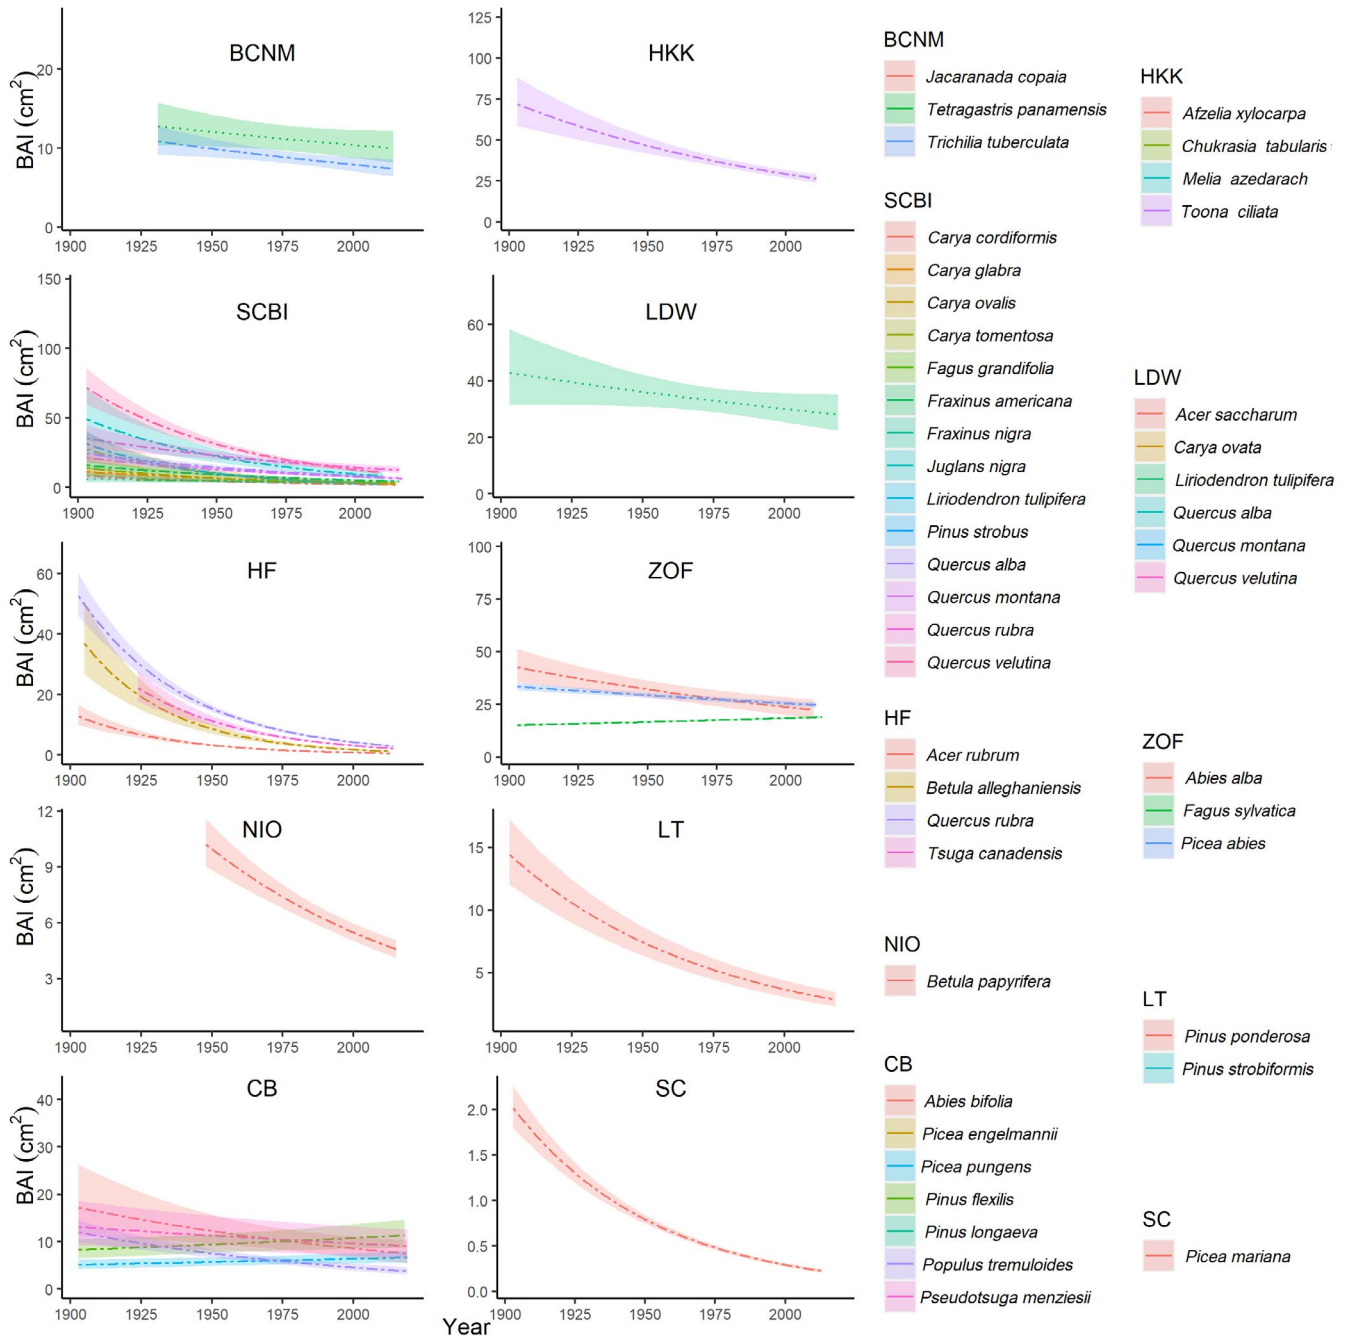 BCNM
BAI (cm²)
20
10
0
1900
1925
1950
1975
2000
HKK
125
100
75
50
25
0
1900
1925
1950
1975
2000
SCBI
BAI (cm²)
150
100
50
0
1900
1925
1950
1975
2000
LDW
60
40
20
0
1900
1925
1950
1975
2000
HF
BAI (cm²)
60
40
20
0
1900
1925
1950
1975
2000
ZOF
100
75
50
25
0
1900
1925
1950
1975
2000
NIO
BAI (cm²)
12
9
6
3
1900
1925
1950
1975
2000
LT
15
10
5
1900
1925
1950
1975
2000
CB
BAI (cm²)
40
30
20
10
0
1900
1925
1950
1975
2000
SC
2.0
1.5
1.0
0.5
0.0
1900
1925
1950
1975
2000
Year
BCNM
Jacaranada copaia
Tetragastris panamensis
Trichilia tuberculata
SCBI
Carya cordiformis
Carya glabra
Carya ovalis
Carya tomentosa
Fagus grandifolia
Fraxinus americana
Fraxinus nigra
Juglans nigra
Liriodendron tulipifera
Pinus strobus
Quercus alba
Quercus montana
Quercus rubra
Quercus velutina
HF
Acer rubrum
Betula alleghaniensis
Quercus rubra
Tsuga canadensis
NIO
Betula papyrifera
CB
Abies bifolia
Picea engelmannii
Picea pungens
Pinus flexilis
Pinus longaeva
Populus tremuloides
Pseudotsuga menziesii
HKK
Afzelia xylocarpa
Chukrasia tabularis
Melia azedarach
Toona ciliata
LDW
Acer saccharum
Carya ovata
Liriodendron tulipifera
Quercus alba
Quercus montana
Quercus velutina
ZOF
Abies alba
Fagus sylvatica
Picea abies
LT
Pinus ponderosa
Pinus strobiformis
SC
Picea mariana